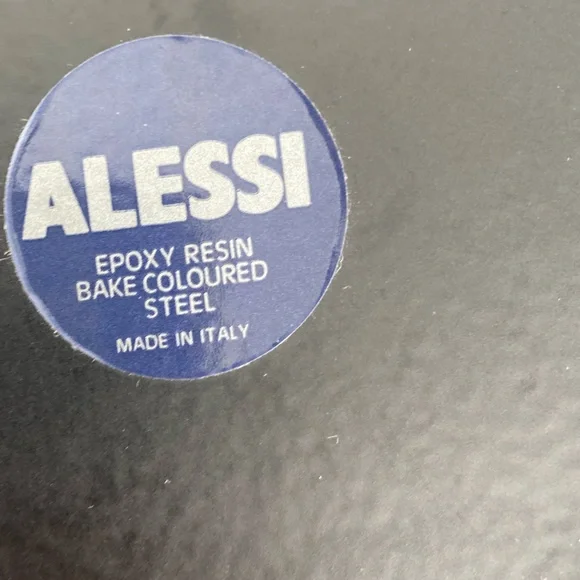 ALESSI
EPOXY RESIN
BAKE COLOURED
STEEL
MADE IN ITALY